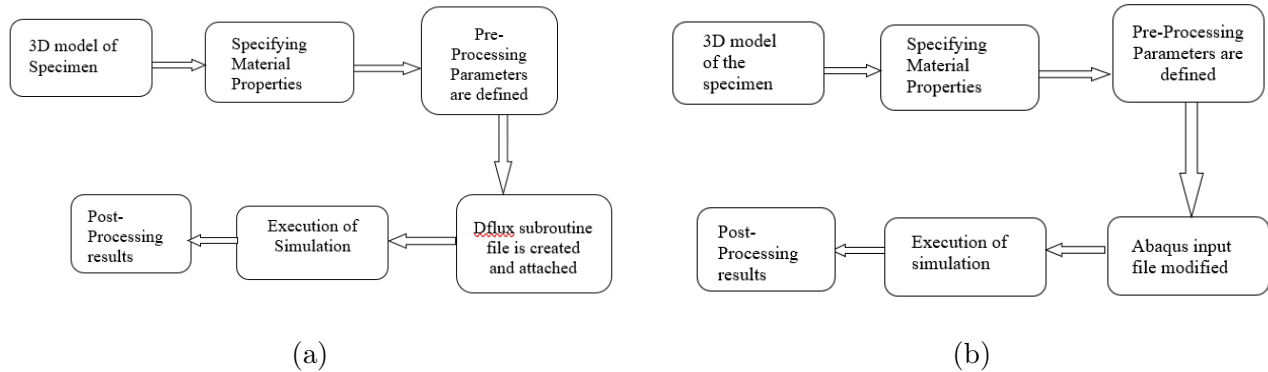 3D model of
Specimen
Specifying
Material
Properties
Pre-
Processing
Parameters
are defined
Dflux subroutine
file is created
and attached
Execution of
Simulation
Post-
Processing
results
(a)
3D model
of the
specimen
Specifying
Material
Properties
Pre-Processing
Parameters are
defined
Abaqus input
file modified
Execution of
simulation
Post-
Processing
results
(b)